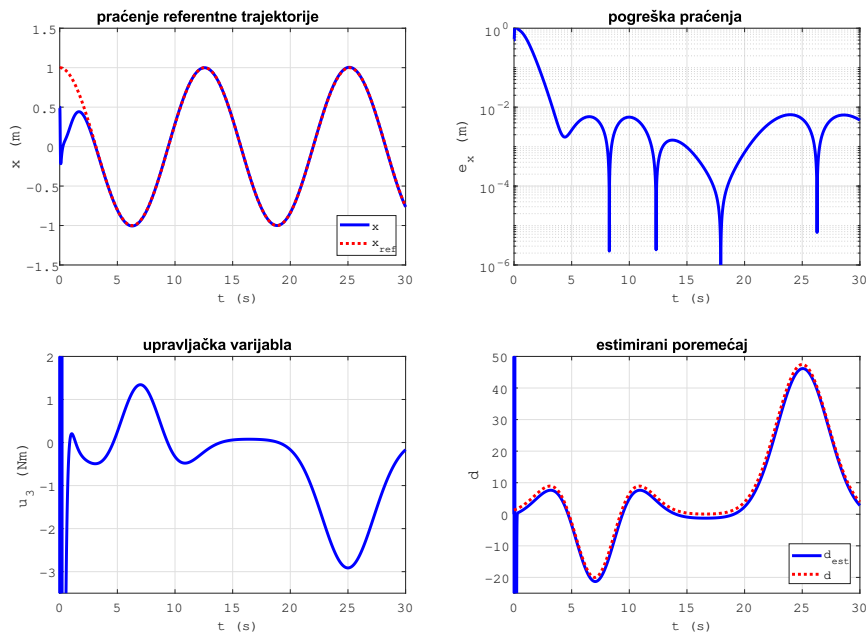 praćenje referentne trajektorije
1.5
1
0.5
0
-0.5
-1
-1.5
x (m)
0 5 10 15 20 25 30
t (s)
x
x_ref
pogreška praćenja
10^0
10^-2
10^-4
10^-6
e_x (m)
0 5 10 15 20 25 30
t (s)
upravljačka varijabla
2
1
0
-1
-2
-3
u_3 (Nm)
0 5 10 15 20 25 30
t (s)
estimirani poremećaj
50
40
30
20
10
0
-10
-20
d
0 5 10 15 20 25 30
t (s)
d_est
d